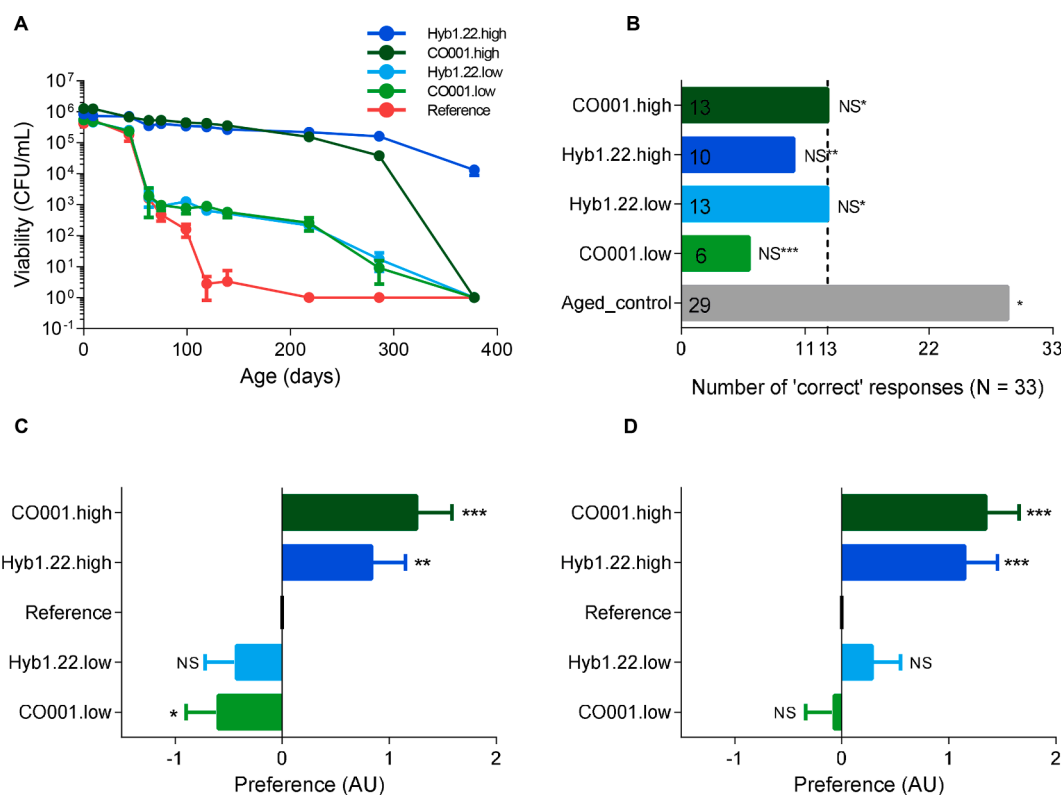 A
Hyb1.22.high
CO001.high
Hyb1.22.low
CO001.low
Reference
10^7
10^6
10^5
10^4
10^3
10^2
10^1
10^0
10^-1
Viability (CFU/mL)
0 100 200 300 400
Age (days)
B
CO001.high 13 NS*
Hyb1.22.high 10 NS**
Hyb1.22.low 13 NS*
CO001.low 6 NS***
Aged_control 29 *
0 11 13 22 33
Number of 'correct' responses (N = 33)
C
CO001.high ***
Hyb1.22.high **
Reference
Hyb1.22.low NS
CO001.low *
-1 0 1 2
Preference (AU)
D
CO001.high ***
Hyb1.22.high ***
Reference
Hyb1.22.low NS
CO001.low NS
-1 0 1 2
Preference (AU)